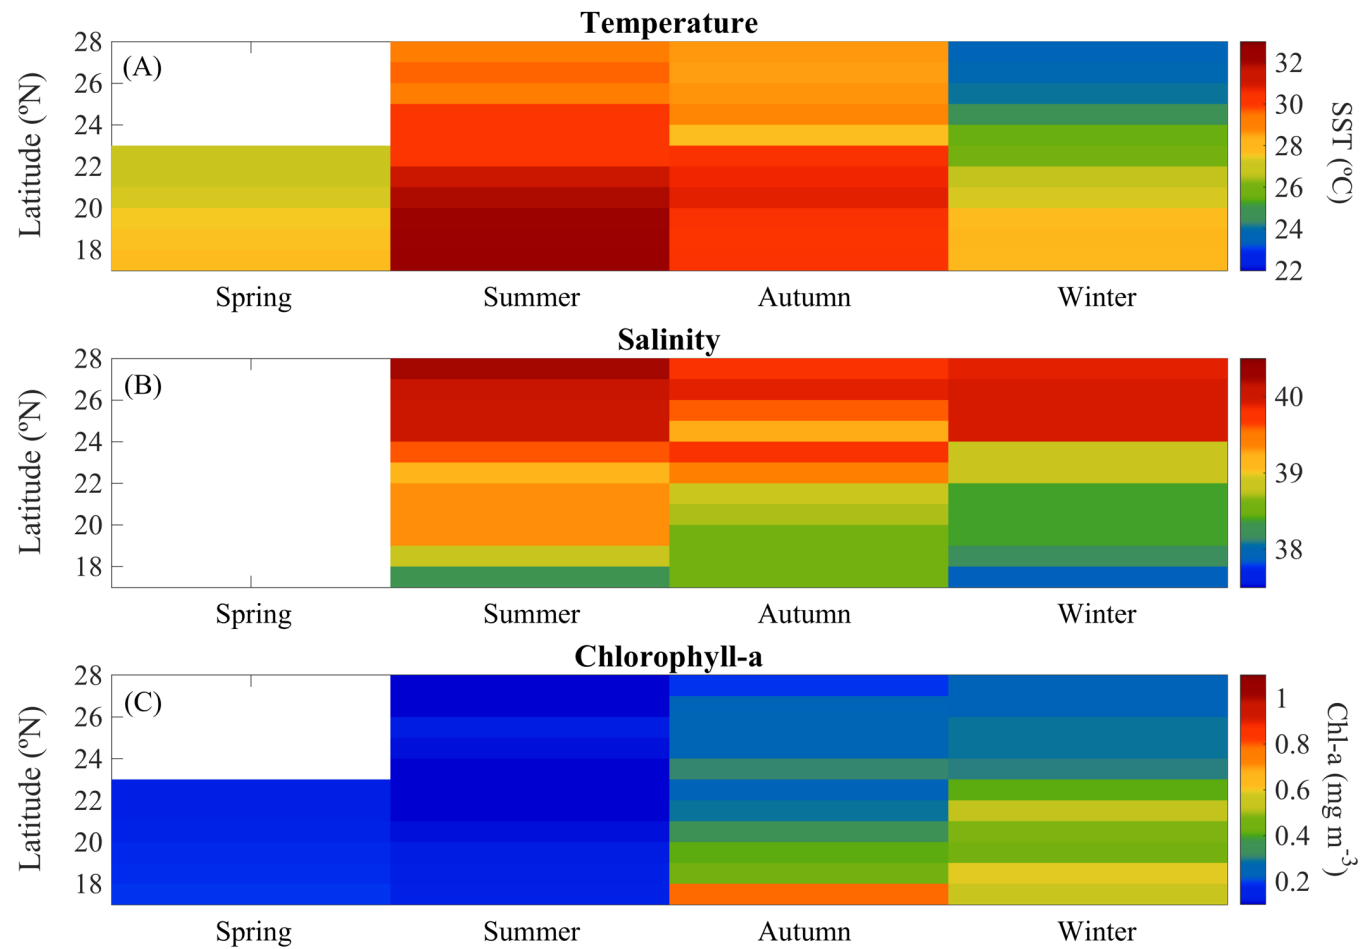 Temperature
(A)
Latitude (ºN)
28
26
24
22
20
18
Spring Summer Autumn Winter
32
30
28
26
24
22
SST (ºC)
Salinity
(B)
Latitude (ºN)
28
26
24
22
20
18
Spring Summer Autumn Winter
40
39
38
Chlorophyll-a
(C)
Latitude (ºN)
28
26
24
22
20
18
Spring Summer Autumn Winter
1
0.8
0.6
0.4
0.2
Chl-a (mg m⁻³)